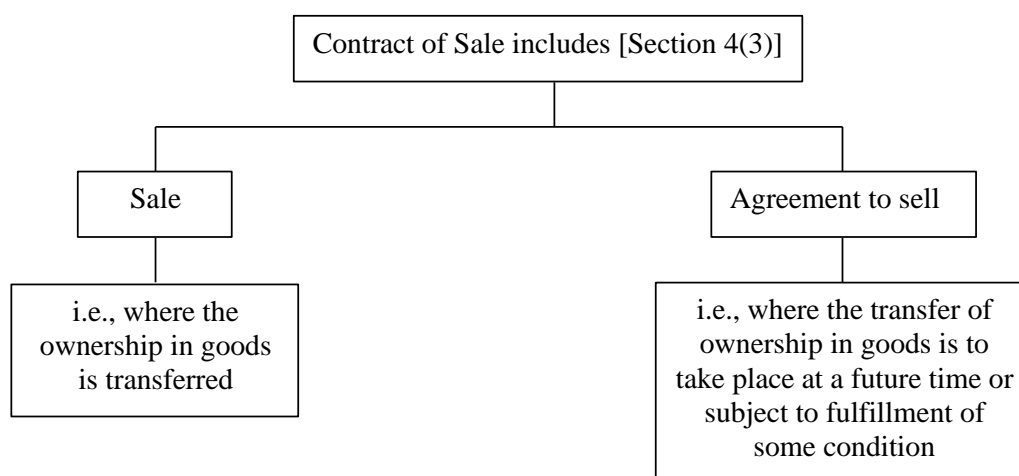 Contract of Sale includes [Section 4(3)]
Sale
Agreement to sell
i.e., where the
ownership in goods
is transferred
i.e., where the transfer of
ownership in goods is to
take place at a future time or
subject to fulfillment of
some condition